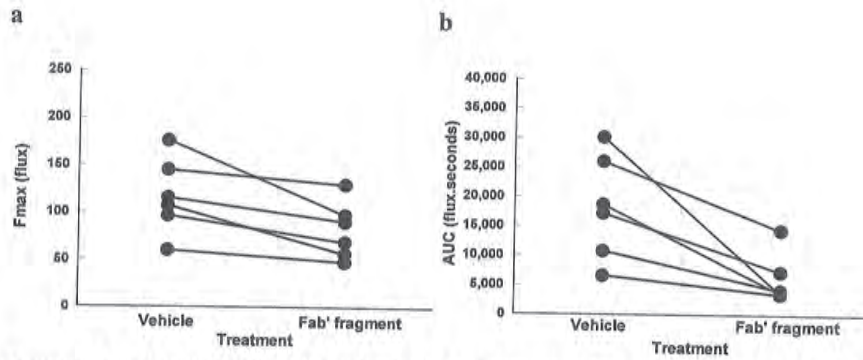 a
250
200
150
100
50
0
Fmax (flux)
Vehicle
Fab' fragment
Treatment
b
40,000
35,000
30,000
25,000
20,000
15,000
10,000
5,000
0
AUC (flux.seconds)
Vehicle
Fab' fragment
Treatment